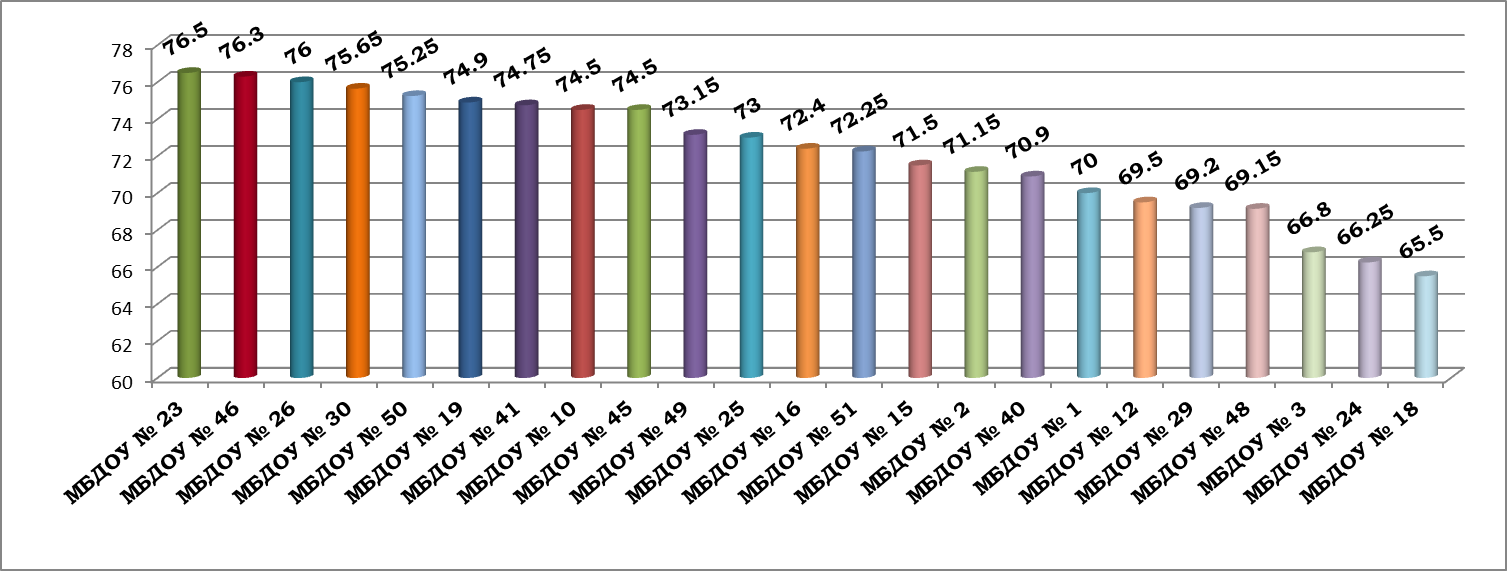 76.5
76.3
76
75.65
75.25
74.9
74.75
74.5
74.5
73.15
73
72.4
72.25
71.5
71.15
70.9
70
69.5
69.2
69.15
66.8
66.25
65.5
78
76
74
72
70
68
66
64
62
60
МБДОУ № 23
МБДОУ № 46
МБДОУ № 26
МБДОУ № 30
МБДОУ № 50
МБДОУ № 19
МБДОУ № 41
МБДОУ № 10
МБДОУ № 45
МБДОУ № 49
МБДОУ № 25
МБДОУ № 16
МБДОУ № 51
МБДОУ № 15
МБДОУ № 2
МБДОУ № 40
МБДОУ № 1
МБДОУ № 12
МБДОУ № 29
МБДОУ № 48
МБДОУ № 3
МБДОУ № 24
МБДОУ № 18